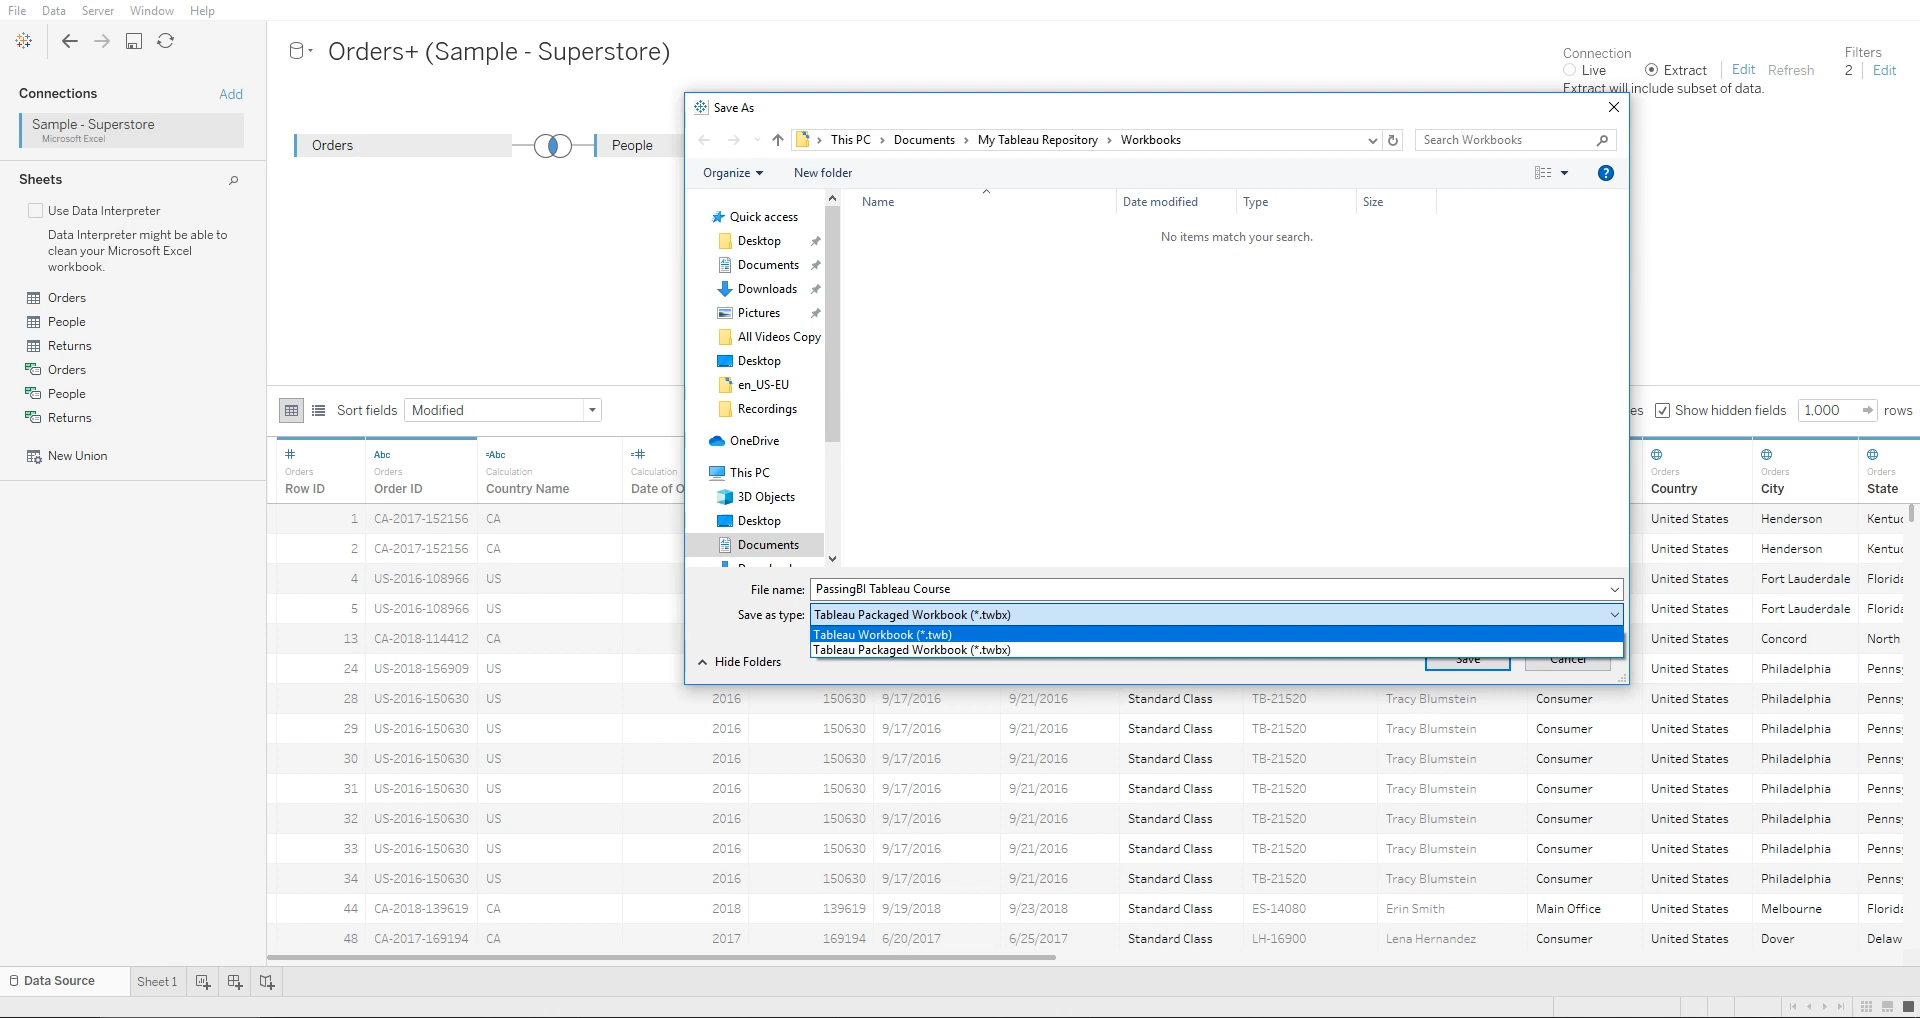 File Data Server Window Help
Orders+ (Sample - Superstore)
Connection
Live Extract Edit Refresh
Extract will include subset of data.
Filters
2 Edit
Connections Add
Sample - Superstore
Microsoft Excel
Sheets
Use Data Interpreter
Data Interpreter might be able to
clean your Microsoft Excel
workbook.
Orders
People
Returns
Orders
People
Returns
New Union
Orders People
Save As
This PC › Documents › My Tableau Repository › Workbooks
Search Workbooks
Organize New folder
Name Date modified Type Size
No items match your search.
Quick access
Desktop
Documents
Downloads
Pictures
All Videos Copy
Desktop
en_US-EU
Recordings
OneDrive
This PC
3D Objects
Desktop
Documents
File name: PassingBI Tableau Course
Save as type: Tableau Packaged Workbook (*.twbx)
Tableau Workbook (*.twb)
Tableau Packaged Workbook (*.twbx)
Hide Folders Save Cancel
Sort fields Modified
es Show hidden fields 1,000 rows
# Abc =Abc =#
Orders Orders Calculation Calculation Orders Orders Orders
Row ID Order ID Country Name Date of O Country City State
1 CA-2017-152156 CA United States Henderson Kentuc
2 CA-2017-152156 CA United States Henderson Kentuc
4 US-2016-108966 US United States Fort Lauderdale Florida
5 US-2016-108966 US United States Fort Lauderdale Florida
13 CA-2018-114412 CA United States Concord North
24 US-2018-156909 US United States Philadelphia Penns
28 US-2016-150630 US 2016 150630 9/17/2016 9/21/2016 Standard Class TB-21520 Tracy Blumstein Consumer United States Philadelphia Penns
29 US-2016-150630 US 2016 150630 9/17/2016 9/21/2016 Standard Class TB-21520 Tracy Blumstein Consumer United States Philadelphia Penns
30 US-2016-150630 US 2016 150630 9/17/2016 9/21/2016 Standard Class TB-21520 Tracy Blumstein Consumer United States Philadelphia Penns
31 US-2016-150630 US 2016 150630 9/17/2016 9/21/2016 Standard Class TB-21520 Tracy Blumstein Consumer United States Philadelphia Penns
32 US-2016-150630 US 2016 150630 9/17/2016 9/21/2016 Standard Class TB-21520 Tracy Blumstein Consumer United States Philadelphia Penns
33 US-2016-150630 US 2016 150630 9/17/2016 9/21/2016 Standard Class TB-21520 Tracy Blumstein Consumer United States Philadelphia Penns
34 US-2016-150630 US 2016 150630 9/17/2016 9/21/2016 Standard Class TB-21520 Tracy Blumstein Consumer United States Philadelphia Penns
44 CA-2018-139619 CA 2018 139619 9/19/2018 9/23/2018 Standard Class ES-14080 Erin Smith Main Office United States Melbourne Florida
48 CA-2017-169194 CA 2017 169194 6/20/2017 6/25/2017 Standard Class LH-16900 Lena Hernandez Consumer United States Dover Delaw
Data Source Sheet 1